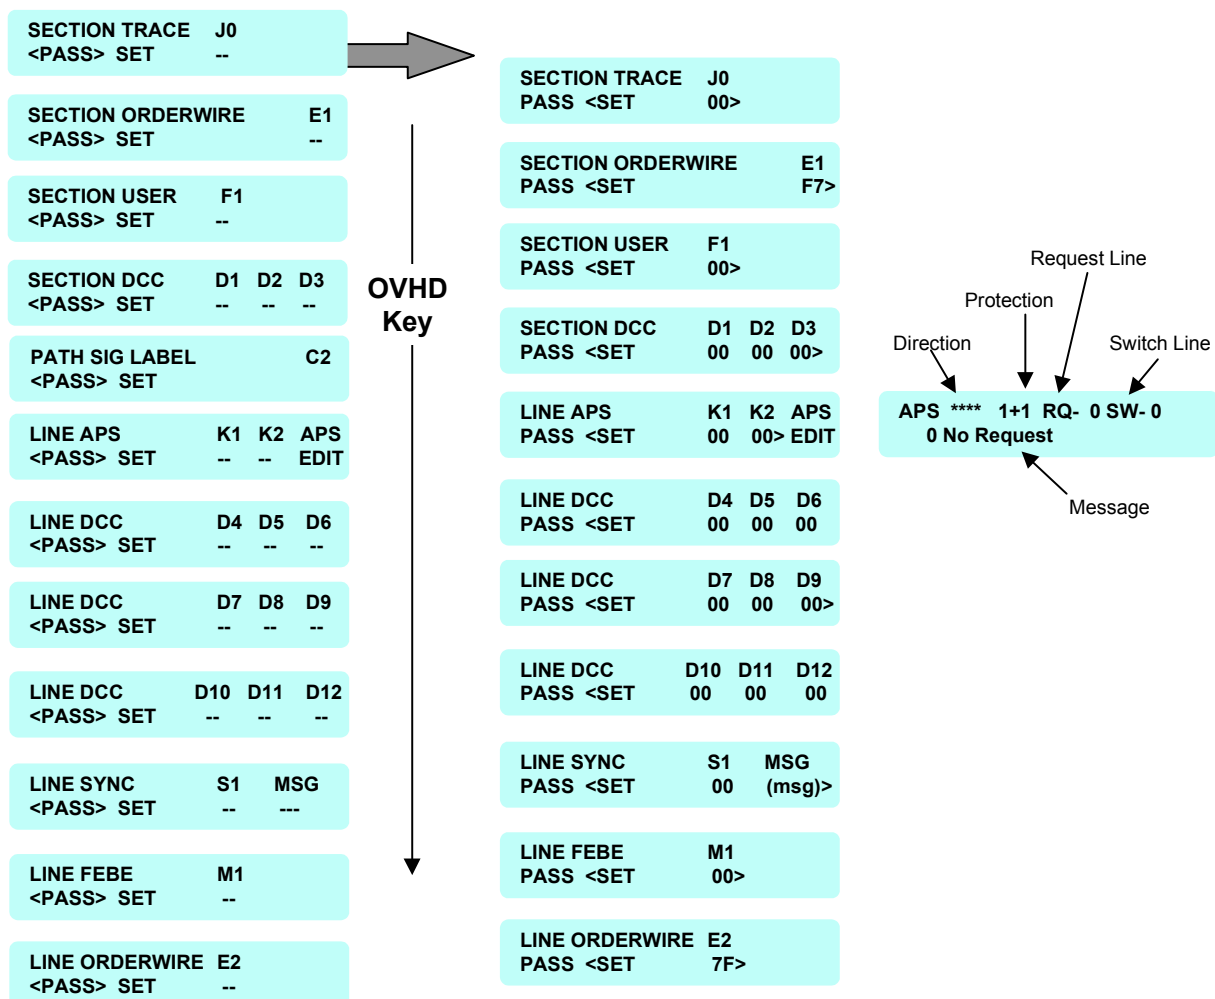 SECTION TRACE J0
<PASS> SET --
SECTION ORDERWIRE E1
<PASS> SET --
SECTION USER F1
<PASS> SET --
SECTION DCC D1 D2 D3
<PASS> SET -- -- --
PATH SIG LABEL C2
<PASS> SET
LINE APS K1 K2 APS
<PASS> SET -- -- EDIT
LINE DCC D4 D5 D6
<PASS> SET -- -- --
LINE DCC D7 D8 D9
<PASS> SET -- -- --
LINE DCC D10 D11 D12
<PASS> SET -- -- --
LINE SYNC S1 MSG
<PASS> SET -- ---
LINE FEBE M1
<PASS> SET --
LINE ORDERWIRE E2
<PASS> SET --
OVHD
Key
SECTION TRACE J0
PASS <SET 00>
SECTION ORDERWIRE E1
PASS <SET F7>
SECTION USER F1
PASS <SET 00>
SECTION DCC D1 D2 D3
PASS <SET 00 00 00>
LINE APS K1 K2 APS
PASS <SET 00 00> EDIT
LINE DCC D4 D5 D6
PASS <SET 00 00 00
LINE DCC D7 D8 D9
PASS <SET 00 00 00>
LINE DCC D10 D11 D12
PASS <SET 00 00 00
LINE SYNC S1 MSG
PASS <SET 00 (msg)>
LINE FEBE M1
PASS <SET 00>
LINE ORDERWIRE E2
PASS <SET 7F>
Request Line
Protection
Direction
Switch Line
APS **** 1+1 RQ- 0 SW- 0
0 No Request
Message